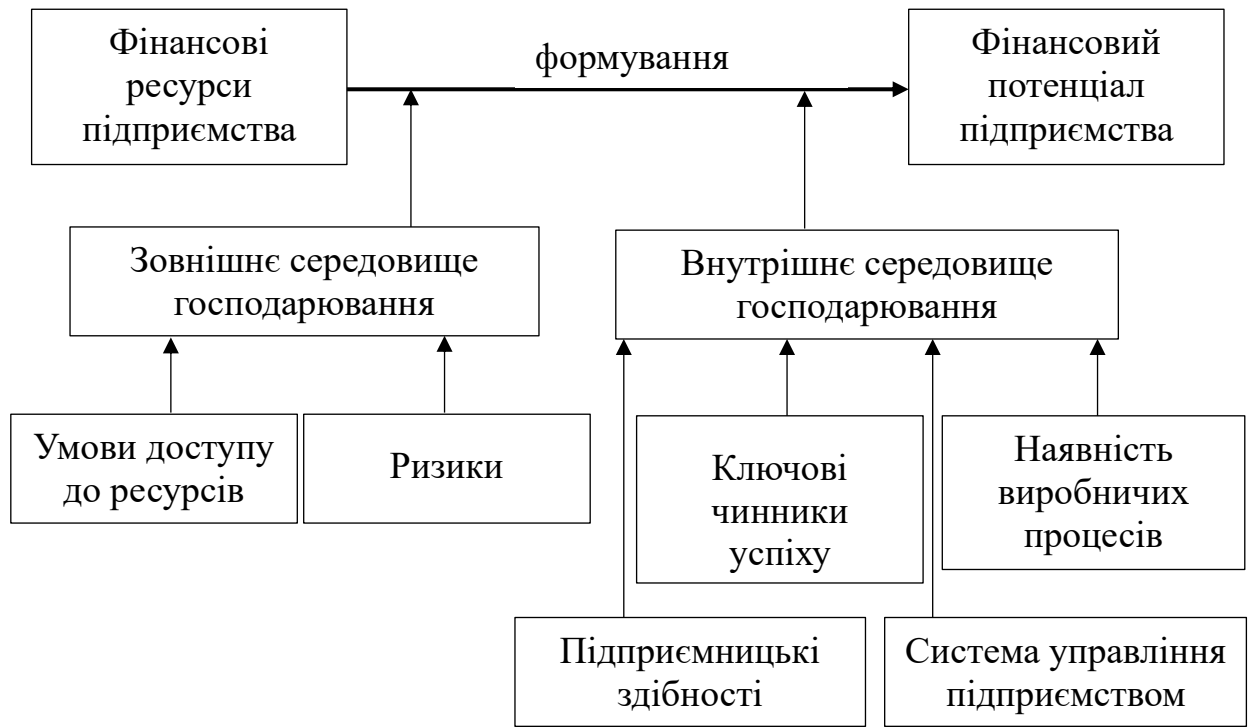 Фінансові
ресурси
підприємства
формування
Фінансовий
потенціал
підприємства
Зовнішнє середовище
господарювання
Внутрішнє середовище
господарювання
Умови доступу
до ресурсів
Ризики
Ключові
чинники
успіху
Наявність
виробничих
процесів
Підприємницькі
здібності
Система управління
підприємством